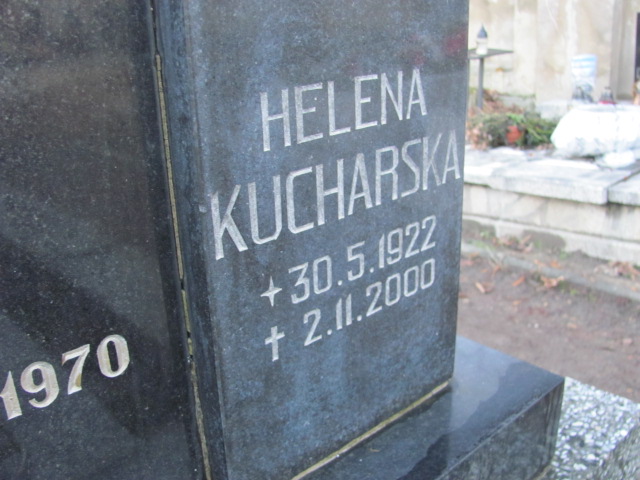 HELENA
KUCHARSKA
+ 30.5.1922
† 2.11.2000
1970